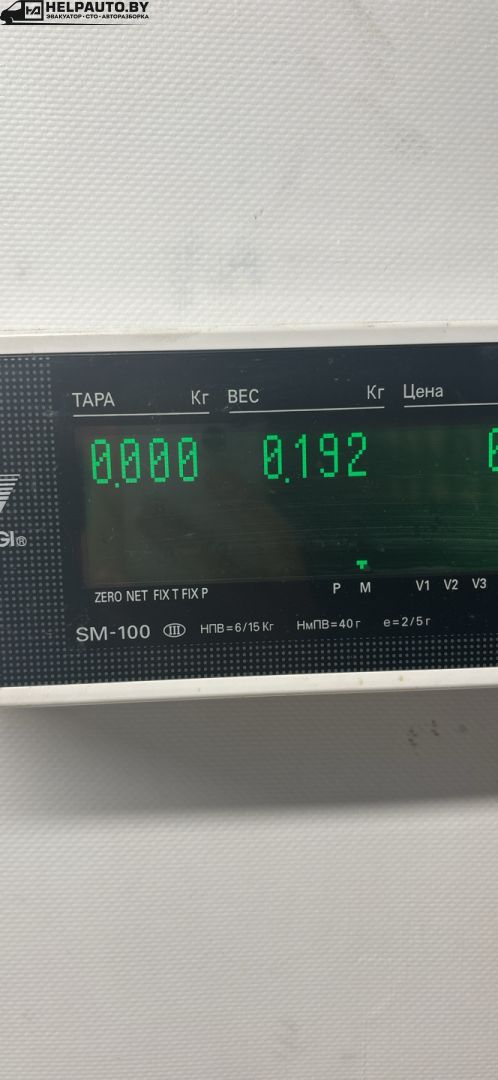 HELPAUTO.BY
ЭВАКУАТОР • СТО • АВТОРАЗБОРКА
ТАРА Кг ВЕС Кг Цена
0.000 0.192
ZERO NET FIX T FIX P P M V1 V2 V3
SM-100 III НПВ=6/15 Кг НмПВ=40 г e=2/5 г